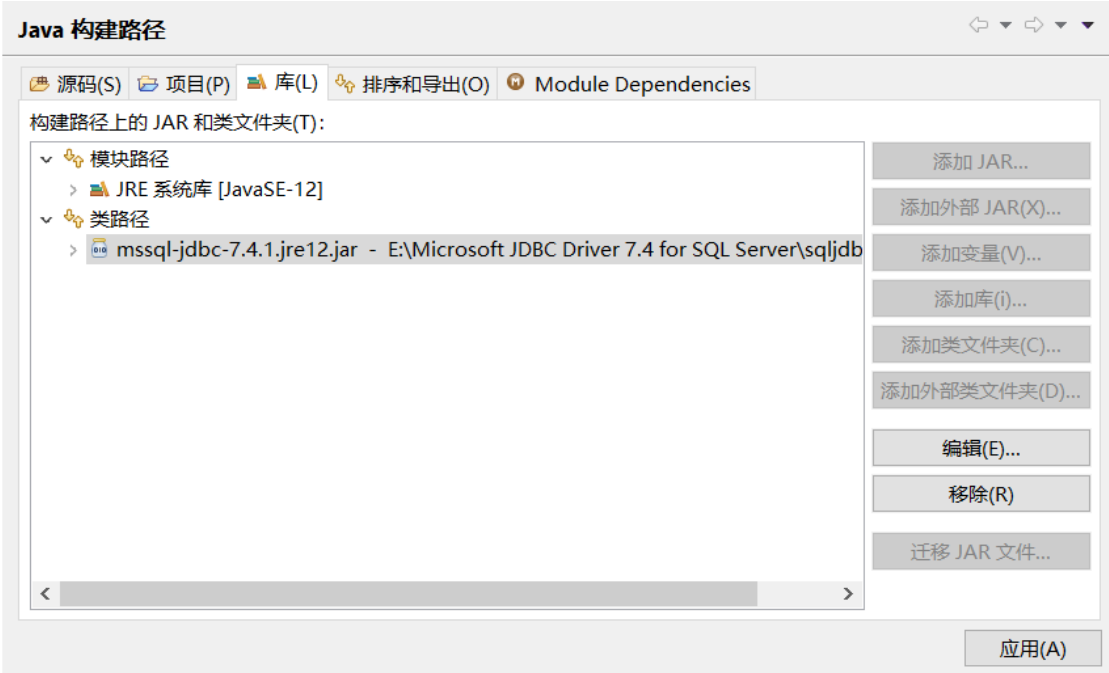 Java 构建路径
源码(S) 项目(P) 库(L) 排序和导出(O) Module Dependencies
构建路径上的 JAR 和类文件夹(T):
模块路径
JRE 系统库 [JavaSE-12]
类路径
mssql-jdbc-7.4.1.jre12.jar - E:\Microsoft JDBC Driver 7.4 for SQL Server\sqljdb
添加 JAR...
添加外部 JAR(X)...
添加变量(V)...
添加库(i)...
添加类文件夹(C)...
添加外部类文件夹(D)...
编辑(E)...
移除(R)
迁移 JAR 文件...
应用(A)